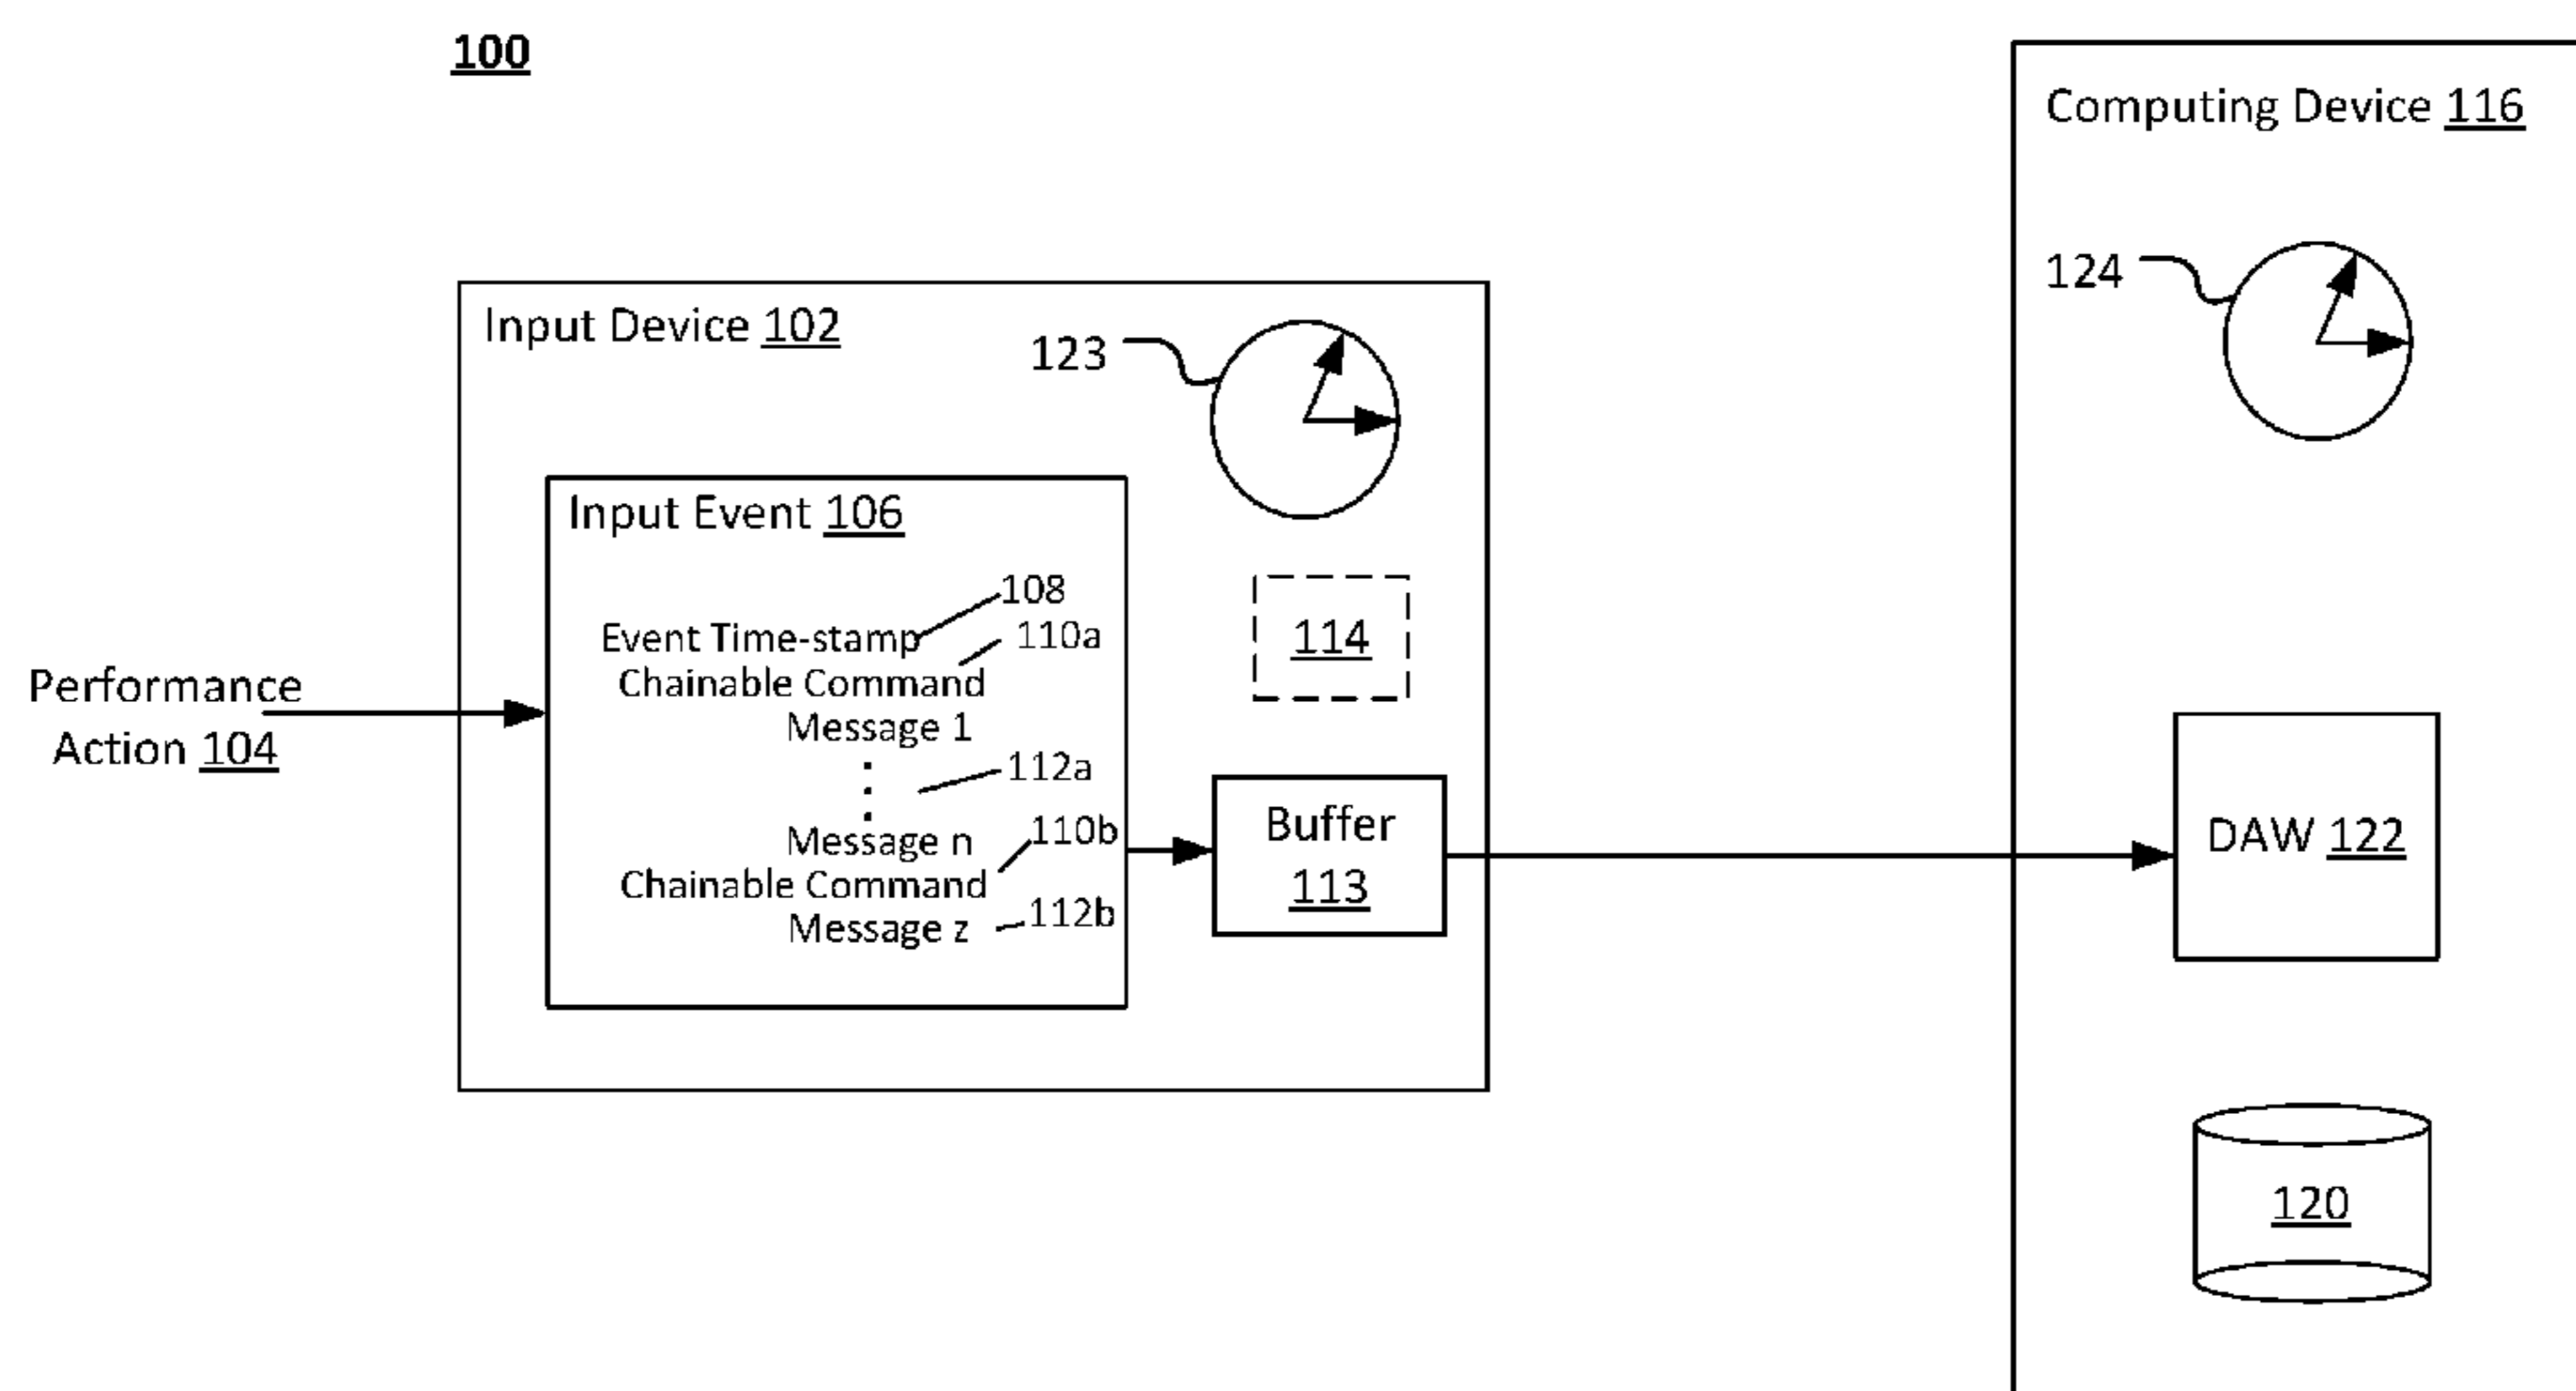 100
Computing Device 116
124
Input Device 102
123
Input Event 106
108
Event Time-stamp
110a
Chainable Command
Message 1
112a
Message n
110b
Chainable Command
Message z
112b
114
Performance
Action 104
Buffer
113
DAW 122
120